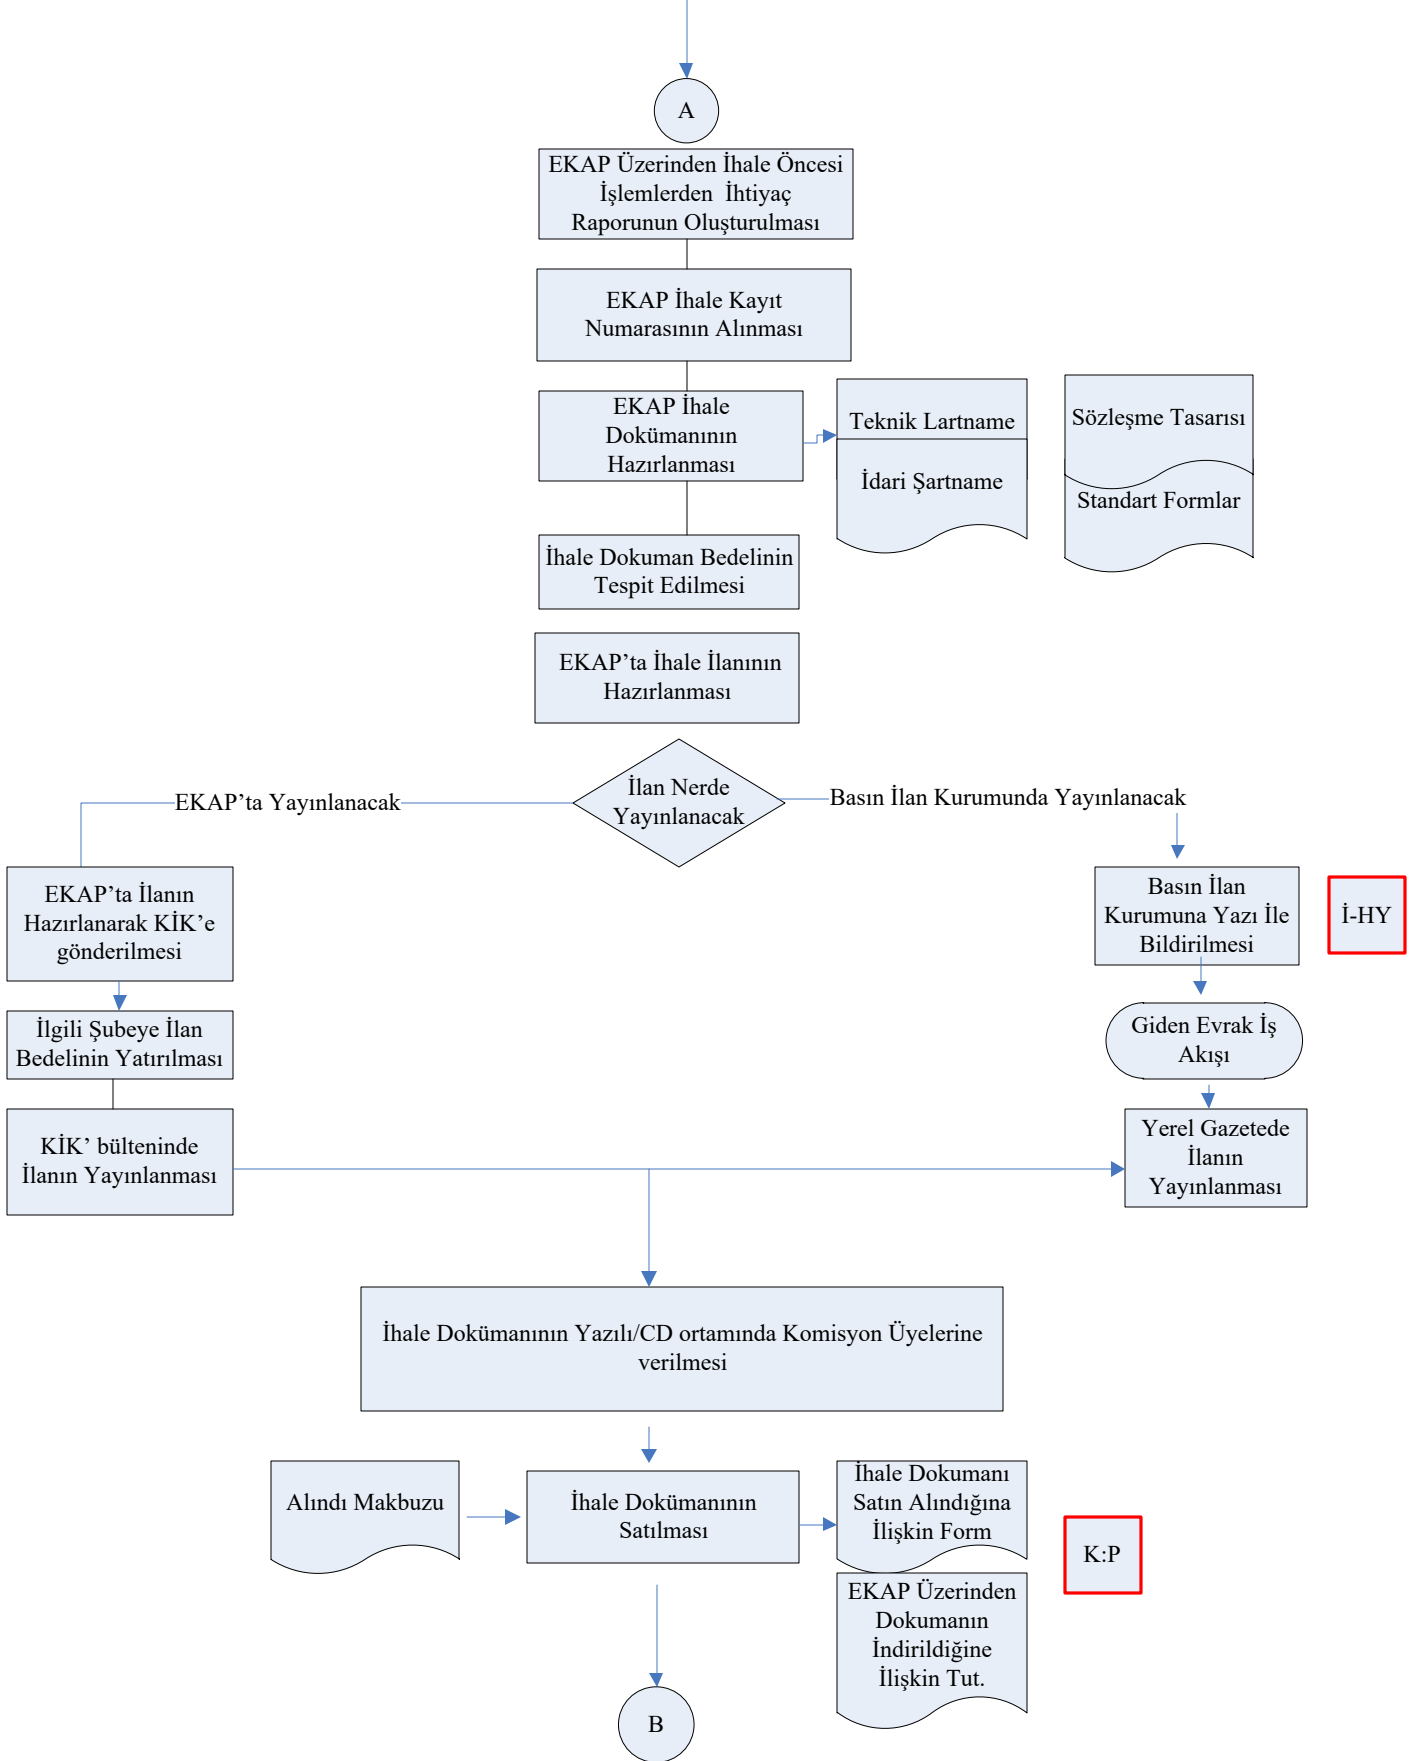 A
EKAP Üzerinden İhale Öncesi
İşlemlerden İhtiyaç
Raporunun Oluşturulması
EKAP İhale Kayıt
Numarasının Alınması
EKAP İhale
Dokümanının
Hazırlanması
Teknik Lartname
İdari Şartname
Sözleşme Tasarısı
Standart Formlar
İhale Dokuman Bedelinin
Tespit Edilmesi
EKAP’ta İhale İlanının
Hazırlanması
İlan Nerde
Yayınlanacak
EKAP’ta Yayınlanacak
Basın İlan Kurumunda Yayınlanacak
EKAP’ta İlanın
Hazırlanarak KİK’e
gönderilmesi
Basın İlan
Kurumuna Yazı İle
Bildirilmesi
İ-HY
İlgili Şubeye İlan
Bedelinin Yatırılması
Giden Evrak İş
Akışı
KİK’ bülteninde
İlanın Yayınlanması
Yerel Gazetede
İlanın
Yayınlanması
İhale Dokümanının Yazılı/CD ortamında Komisyon Üyelerine
verilmesi
Alındı Makbuzu
İhale Dokümanının
Satılması
İhale Dokumanı
Satın Alındığına
İlişkin Form
K:P
EKAP Üzerinden
Dokumanın
İndirildiğine
İlişkin Tut.
B